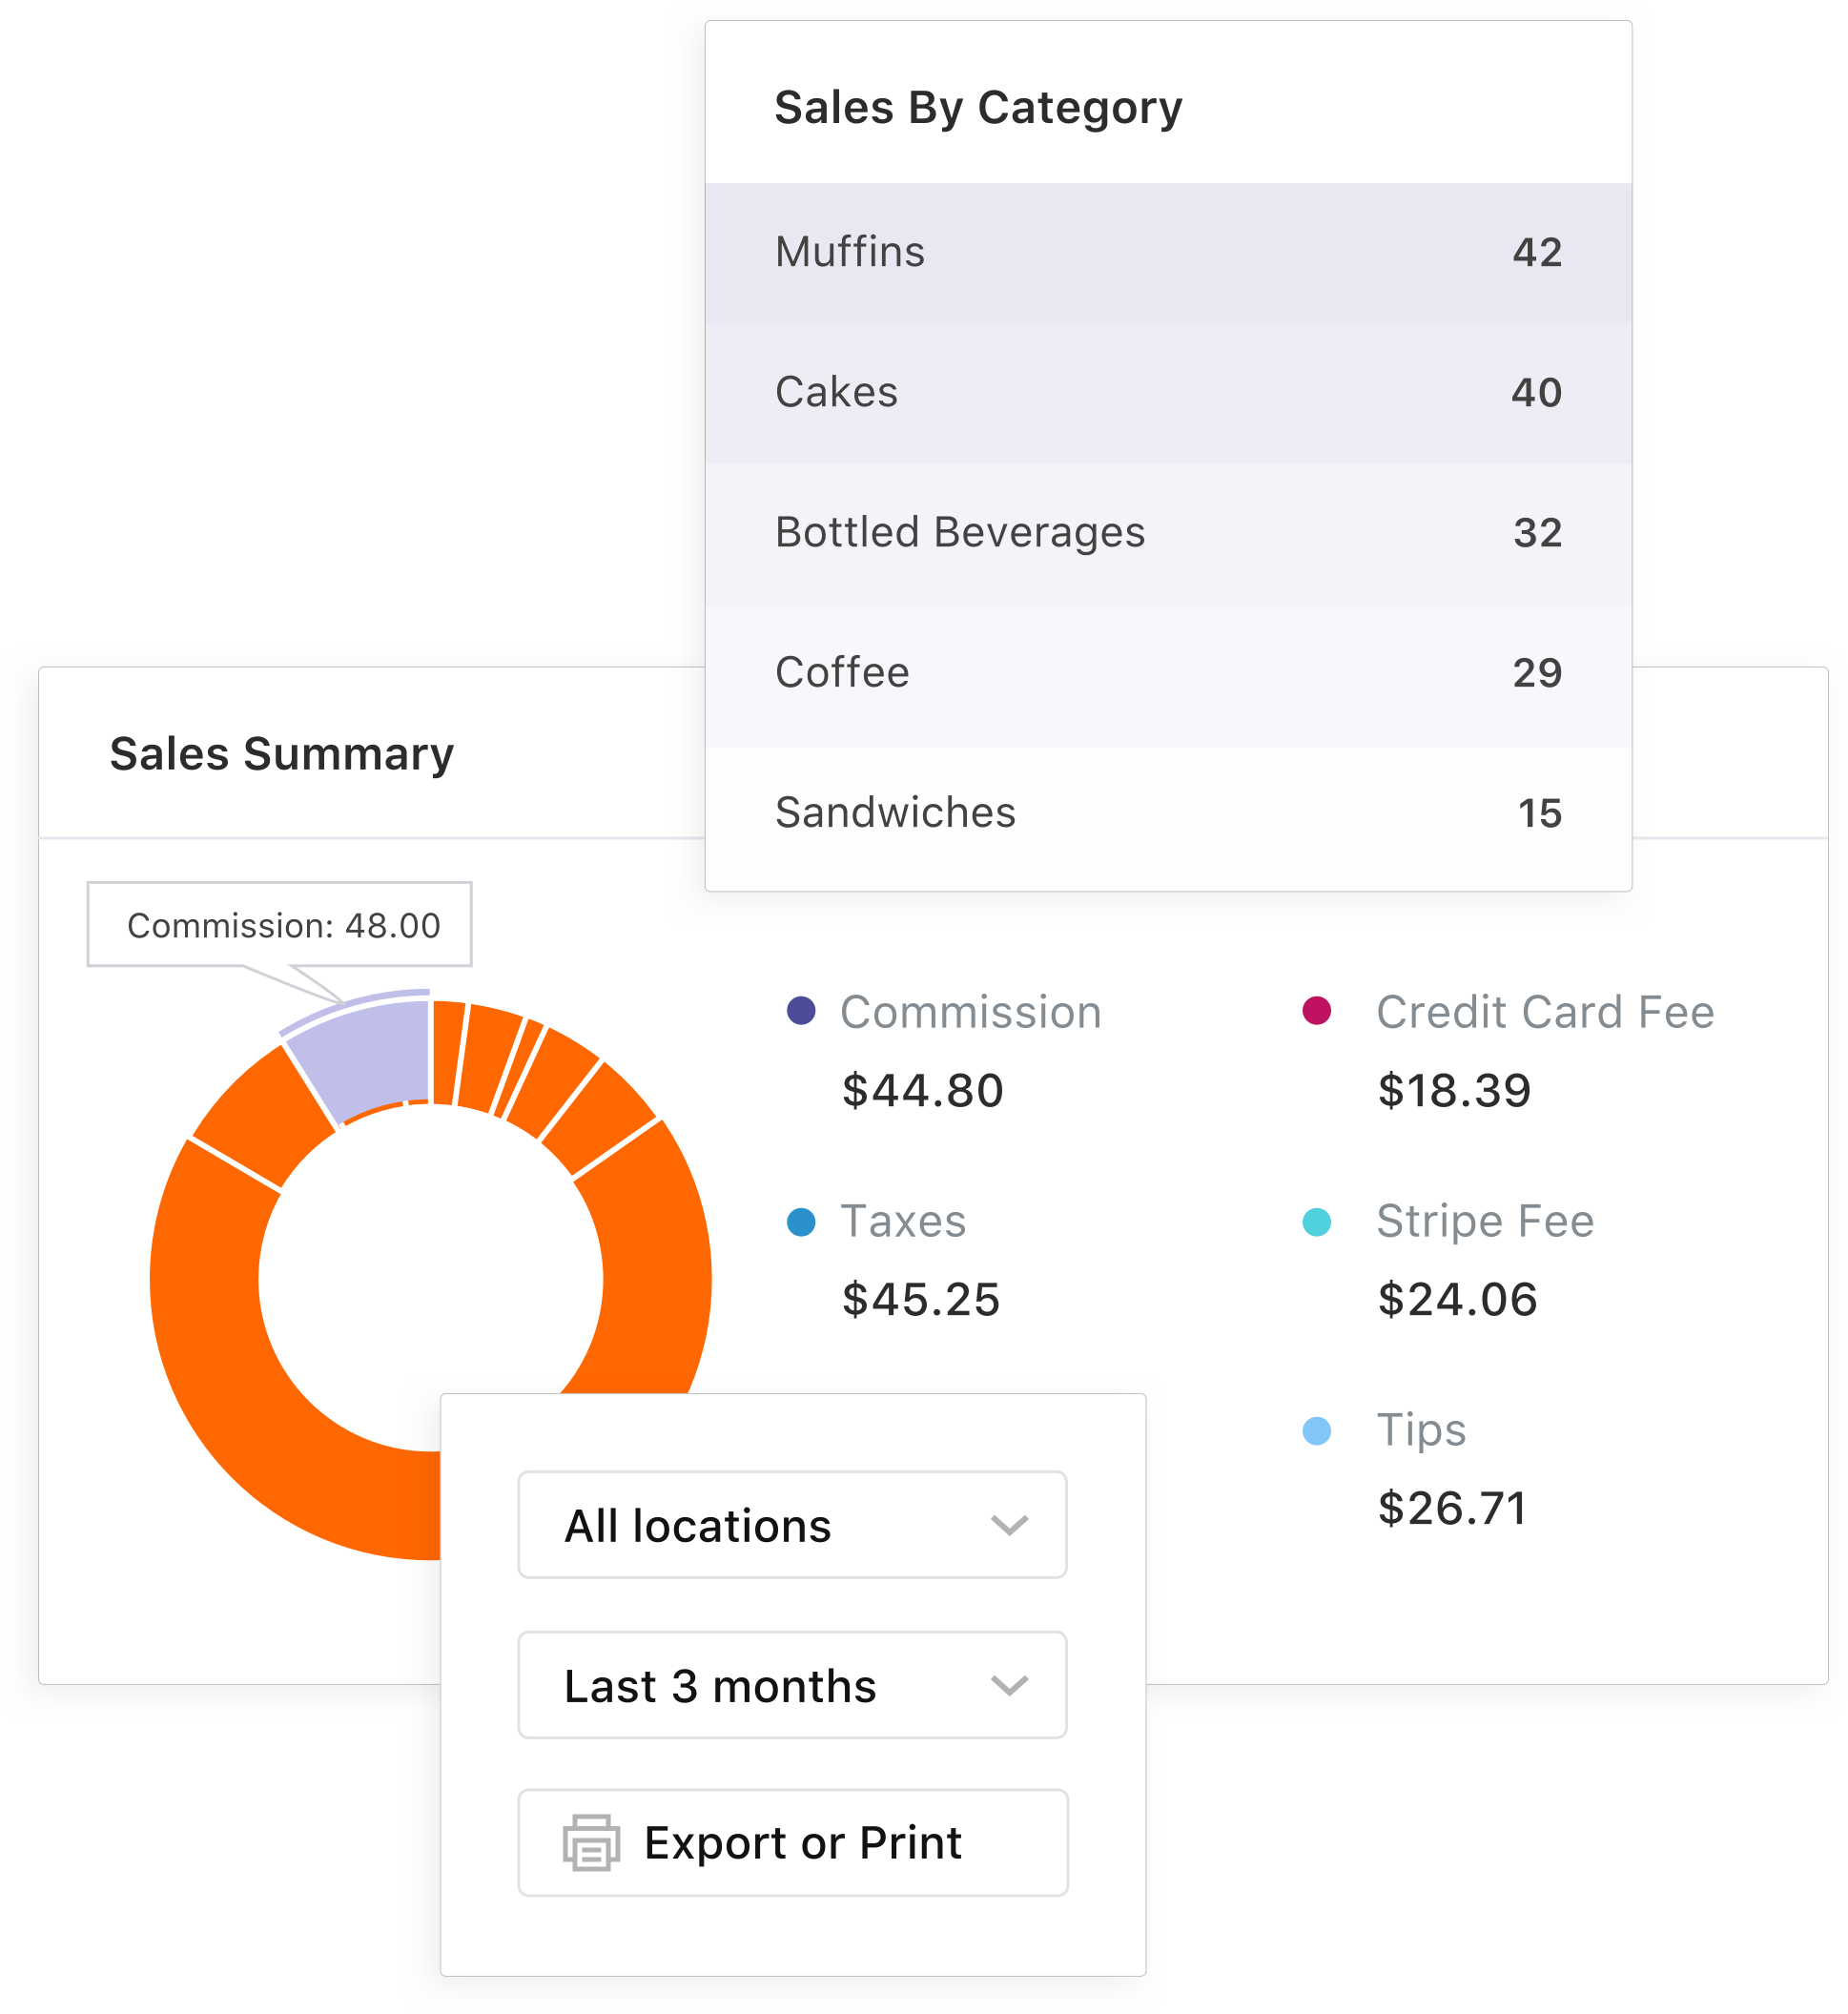 Sales By Category
Muffins 42
Cakes 40
Bottled Beverages 32
Coffee 29
Sandwiches 15
Sales Summary
Commission: 48.00
Commission
$44.80
Credit Card Fee
$18.39
Taxes
$45.25
Stripe Fee
$24.06
Tips
$26.71
All locations
Last 3 months
Export or Print